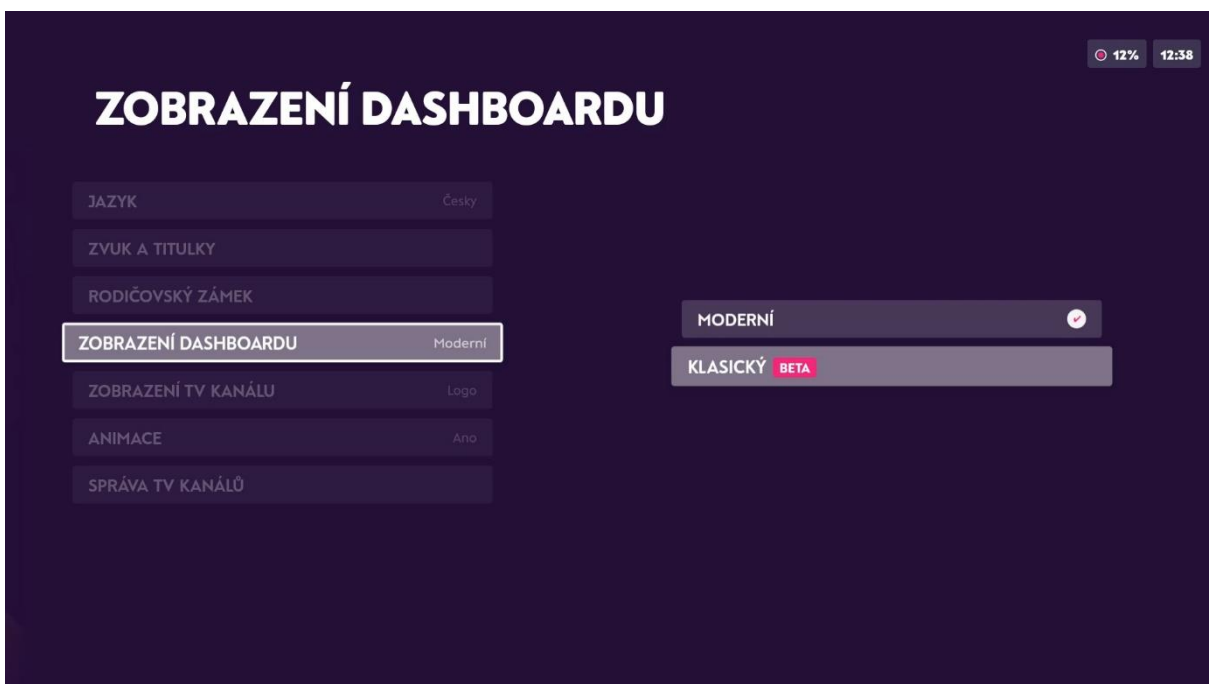 12% 12:38
ZOBRAZENÍ DASHBOARDU
JAZYK Česky
ZVUK A TITULKY
RODIČOVSKÝ ZÁMEK
ZOBRAZENÍ DASHBOARDU Moderní
ZOBRAZENÍ TV KANÁLU Logo
ANIMACE Ano
SPRÁVA TV KANÁLŮ
MODERNÍ
KLASICKÝ BETA